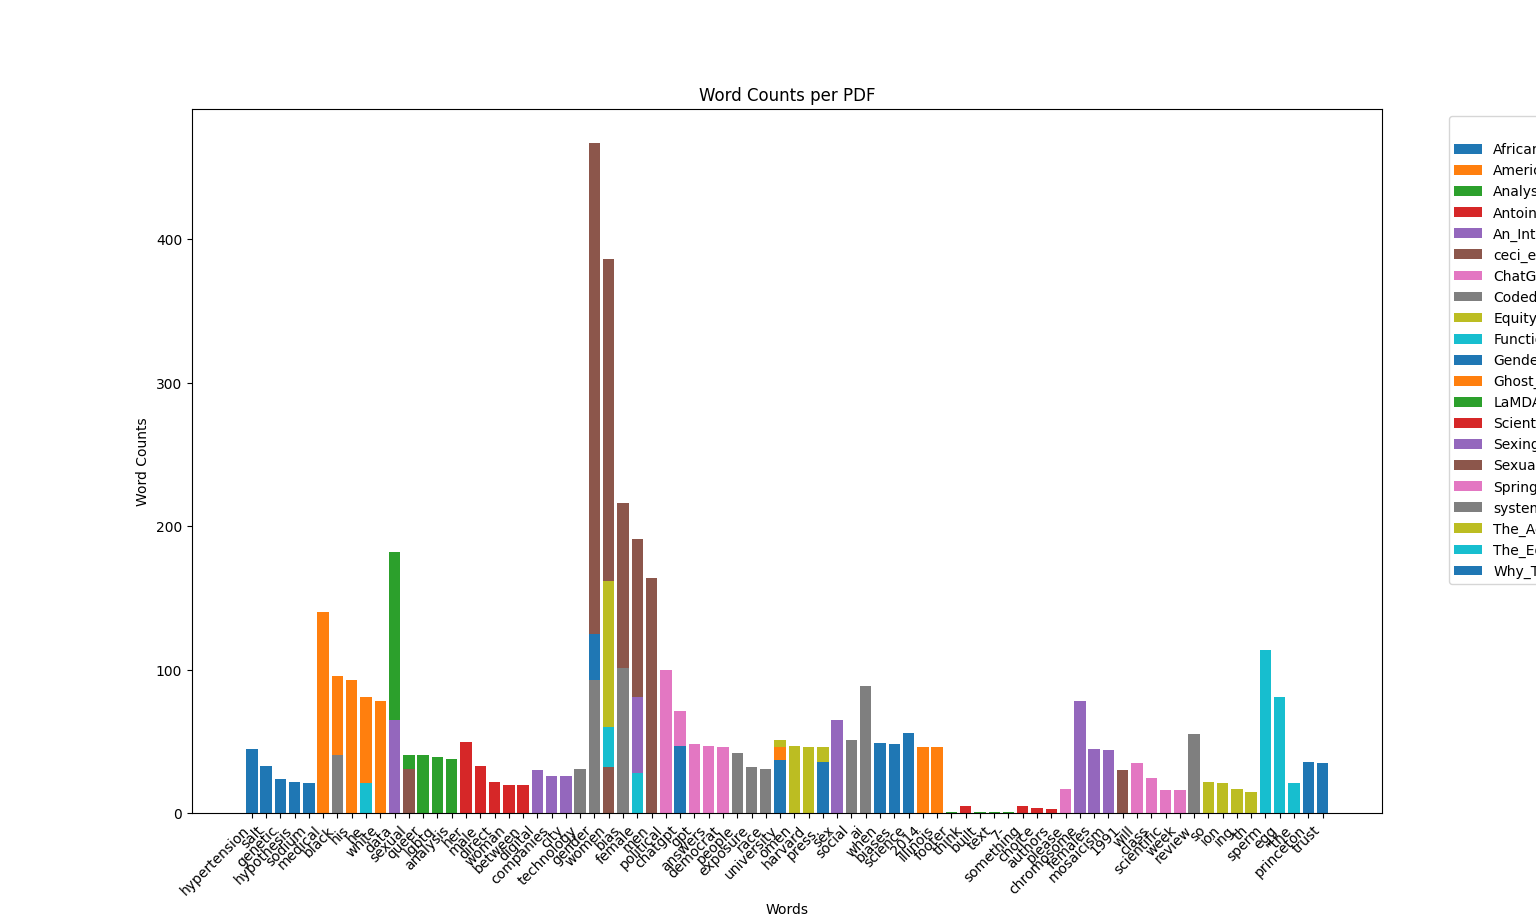 Word Counts per PDF
Word Counts
400
300
200
100
0
hypertension
salt
genetic
hypothesis
sodium
medical
black
his
he
white
data
sexual
queer
lgbtq
analysis
her
male
direct
woman
between
digital
companies
city
technology
gender
women
bias
female
men
political
chatgpt
gpt
answers
democrat
people
exposure
race
university
omen
harvard
press
sex
social
ai
when
biases
science
2014
illinois
footer
think
built
text
7-
something
choice
authors
please
chromosome
females
mosaicism
1991
will
class
scientific
week
review
so
ion
ing
th
sperm
egg
the
princeton
trust
Words
African
Americ
Analys
Antoin
An_Int
ceci_e
ChatG
Coded
Equity
Functi
Gende
Ghost_
LaMDA
Scient
Sexing
Sexua
Spring
system
The_A
The_E
Why_T